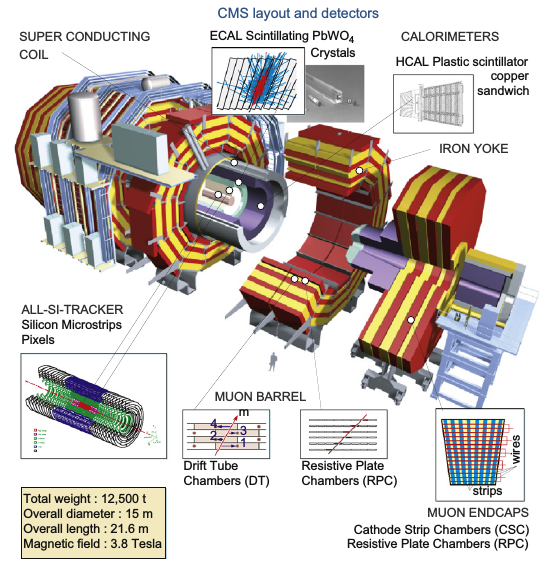 CMS layout and detectors
SUPER CONDUCTING
COIL
ECAL Scintillating PbWO4
Crystals
CALORIMETERS
HCAL Plastic scintillator
copper
sandwich
IRON YOKE
ALL-SI-TRACKER
Silicon Microstrips
Pixels
MUON BARREL
m
4
3
2
1
Drift Tube
Chambers (DT)
Resistive Plate
Chambers (RPC)
wires
strips
MUON ENDCAPS
Cathode Strip Chambers (CSC)
Resistive Plate Chambers (RPC)
Total weight : 12,500 t
Overall diameter : 15 m
Overall length : 21.6 m
Magnetic field : 3.8 Tesla